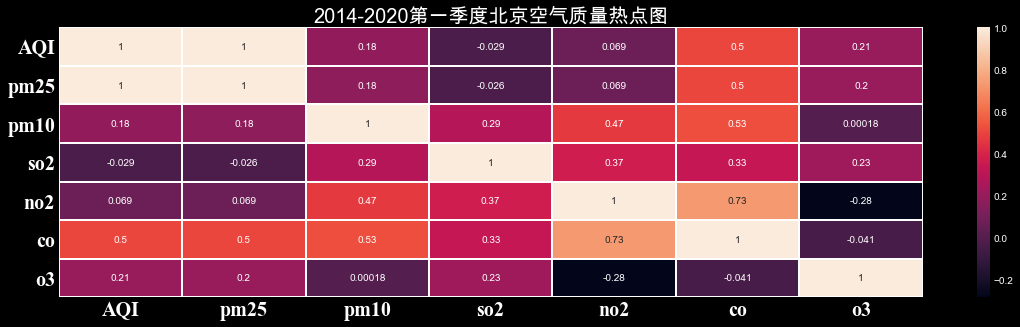 2014-2020第一季度北京空气质量热点图
AQI 1 1 0.18 -0.029 0.069 0.5 0.21
pm25 1 1 0.18 -0.026 0.069 0.5 0.2
pm10 0.18 0.18 1 0.29 0.47 0.53 0.00018
so2 -0.029 -0.026 0.29 1 0.37 0.33 0.23
no2 0.069 0.069 0.47 0.37 1 0.73 -0.28
co 0.5 0.5 0.53 0.33 0.73 1 -0.041
o3 0.21 0.2 0.00018 0.23 -0.28 -0.041 1
AQI pm25 pm10 so2 no2 co o3
1.0
0.8
0.6
0.4
0.2
0.0
−0.2